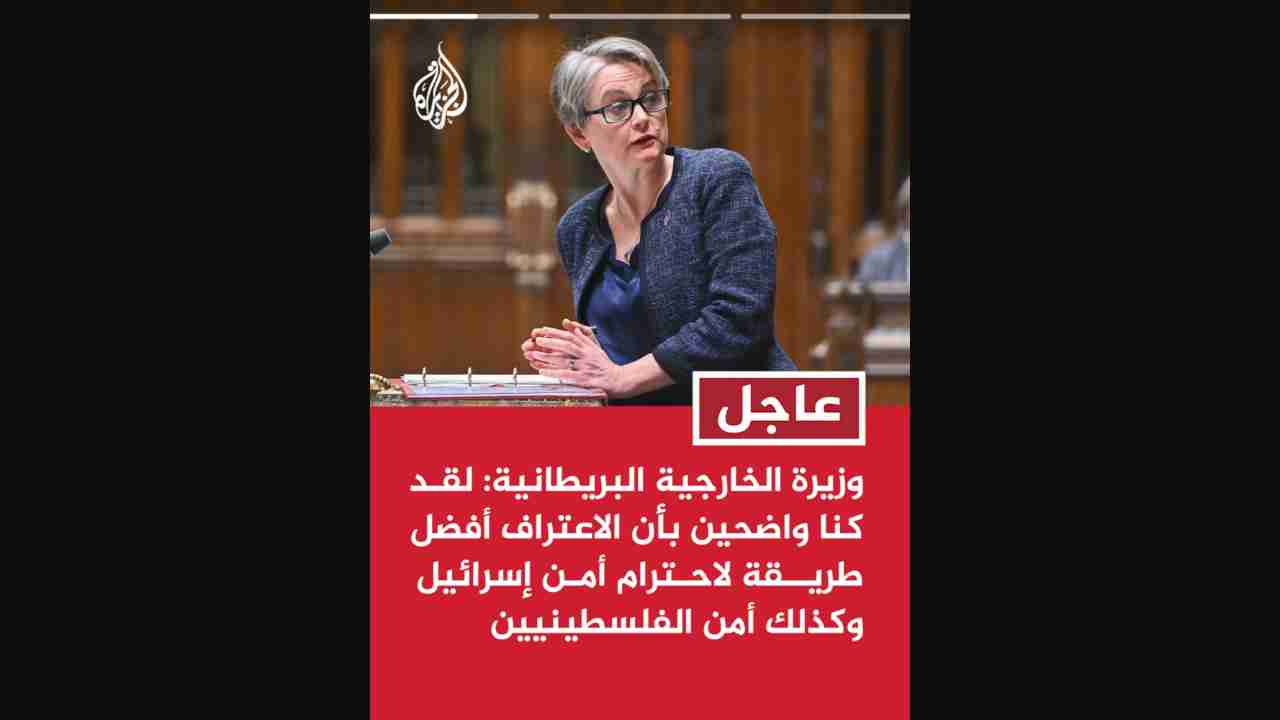 الجزيرة
عاجل
وزيرة الخارجية البريطانية: لقد
كنا واضحين بأن الاعتراف أفضل
طريقة لاحترام أمن إسرائيل
وكذلك أمن الفلسطينيين